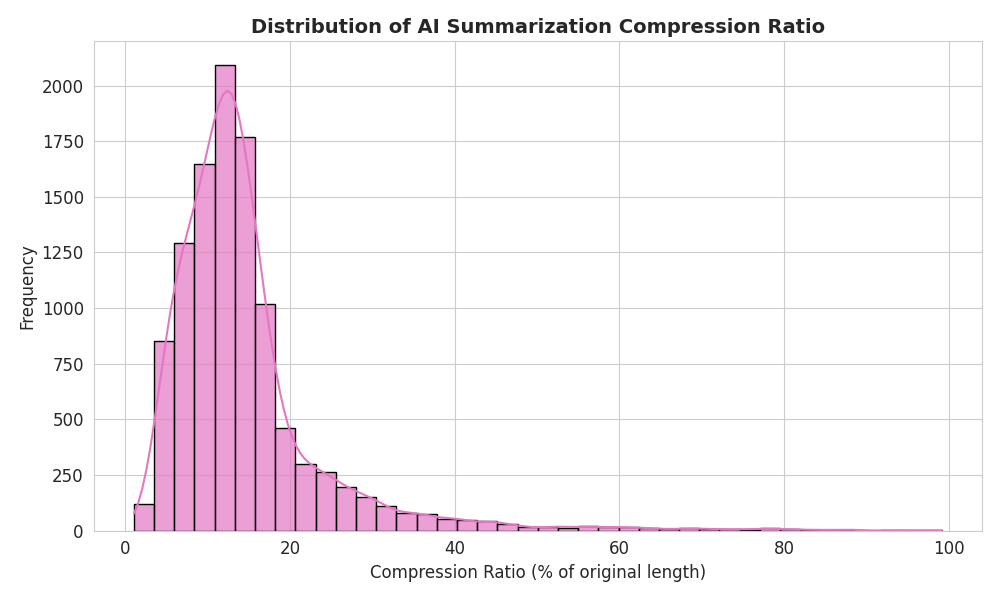 Distribution of AI Summarization Compression Ratio
Frequency
2000
1750
1500
1250
1000
750
500
250
0
0 20 40 60 80 100
Compression Ratio (% of original length)